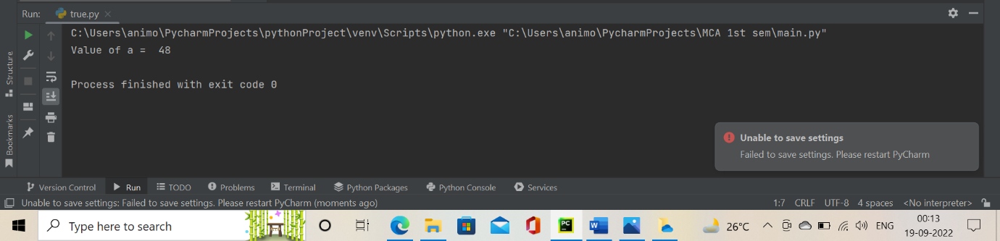 Run: true.py
C:\Users\animo\PycharmProjects\pythonProject\venv\Scripts\python.exe "C:\Users\animo\PycharmProjects\MCA 1st sem\main.py"
Value of a =  48
Process finished with exit code 0
Structure
Bookmarks
Unable to save settings
Failed to save settings. Please restart PyCharm
Version Control Run TODO Problems Terminal Python Packages Python Console Services
Unable to save settings: Failed to save settings. Please restart PyCharm (moments ago) 1:7 CRLF UTF-8 4 spaces <No interpreter>
Type here to search PC W 26°C ENG 00:13
19-09-2022